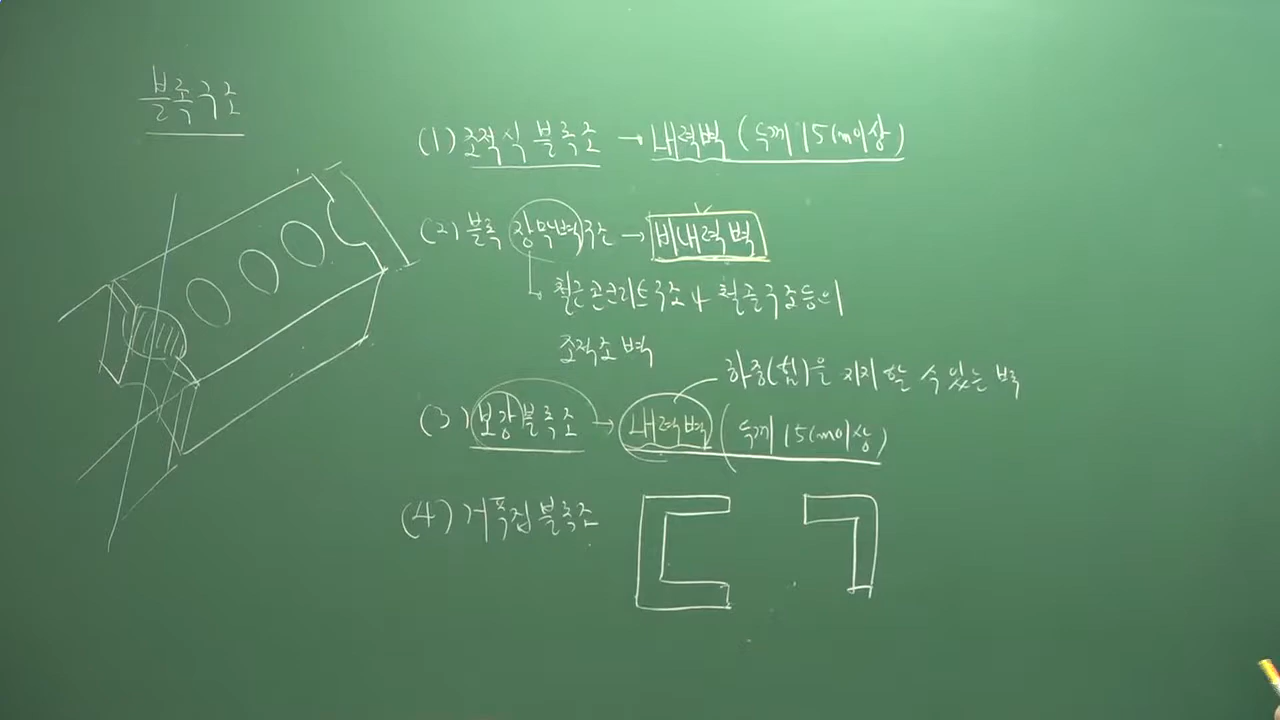 블록구조
(1) 조적식 블록조 → 내력벽 (두께 15cm이상)
(2) 블록 장막벽구조 → 비내력벽
철근콘크리트구조나 철골구조등이
조적조 벽
하중(힘)을 지지할 수 있는 벽
(3) 보강블록조 → 내력벽 (두께 15cm이상)
(4) 거푸집블록조